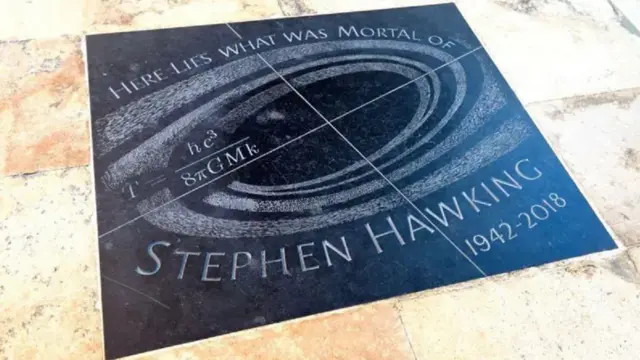 HERE LIES WHAT WAS MORTAL OF
T = ħc³ / 8πGMk
STEPHEN HAWKING
1942-2018